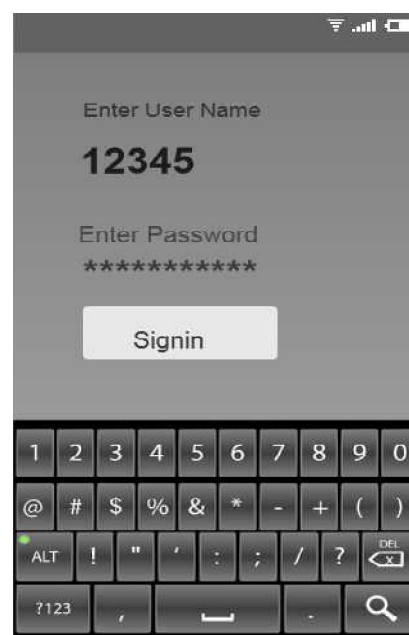 Enter User Name
12345
Enter Password
***********
Signin
1 2 3 4 5 6 7 8 9 0
@ # $ % & * - + ( )
ALT ! " ' : ; / ? DEL
?123 , .